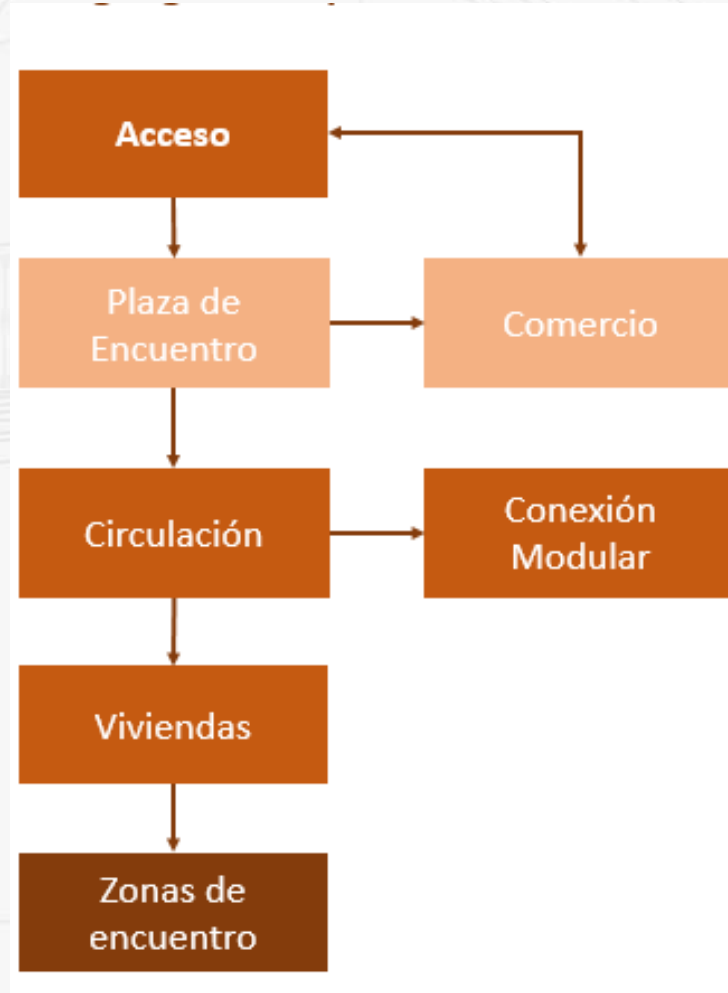 Acceso
Plaza de
Encuentro
Comercio
Circulación
Conexión
Modular
Viviendas
Zonas de
encuentro